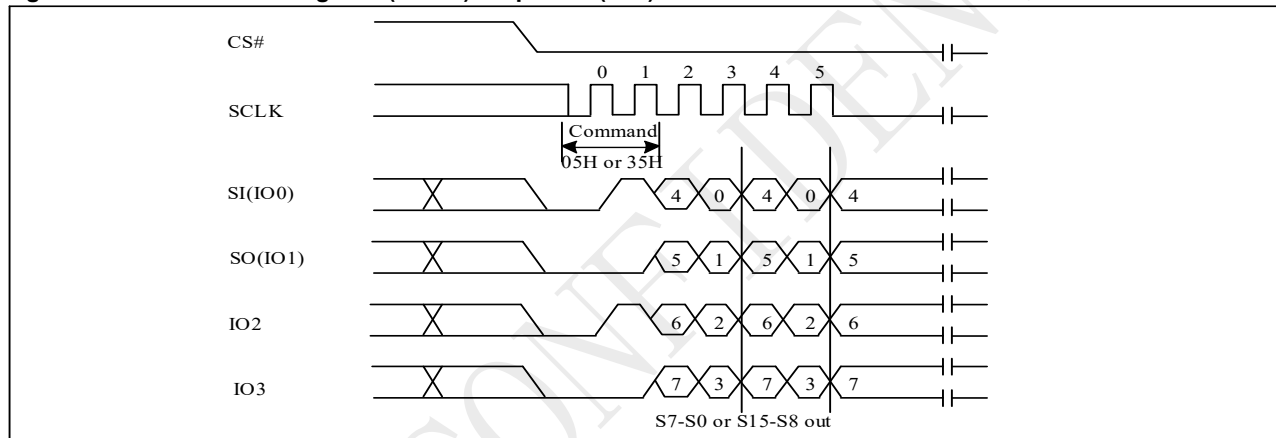 CS#
0 1 2 3 4 5
SCLK
Command
05H or 35H
SI(IO0) 4 0 4 0 4
SO(IO1) 5 1 5 1 5
IO2 6 2 6 2 6
IO3 7 3 7 3 7
S7-S0 or S15-S8 out